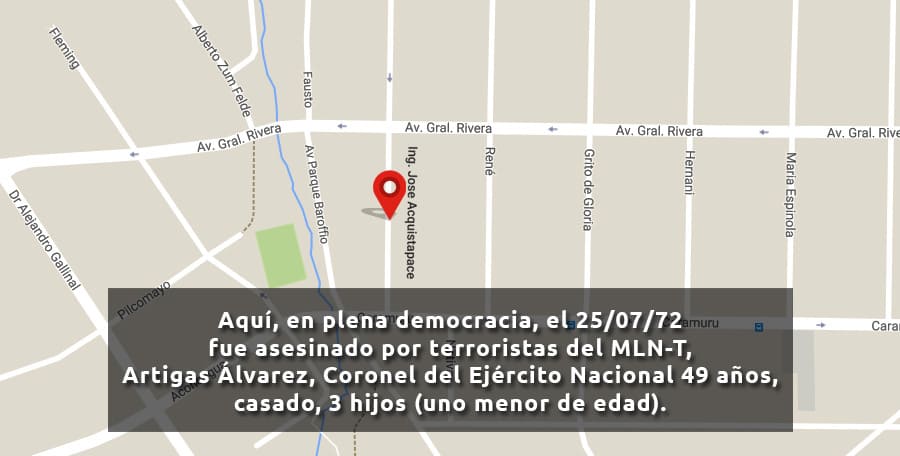 Fleming
Alberto Zum Felde
Fausto
Av. Gral. Rivera
Av. Gral. Rivera
Av. Gral. Rivera
Av. Gral. Rivera
Av Parque Baroffio
Ing. Jose Acquistapace
René
Grito de Gloria
Hernani
Maria Espinola
Dr Alejandro Gallinal
Pilcomayo
Aquí, en plena democracia, el 25/07/72
fue asesinado por terroristas del MLN-T,
Artigas Álvarez, Coronel del Ejército Nacional 49 años,
casado, 3 hijos (uno menor de edad).